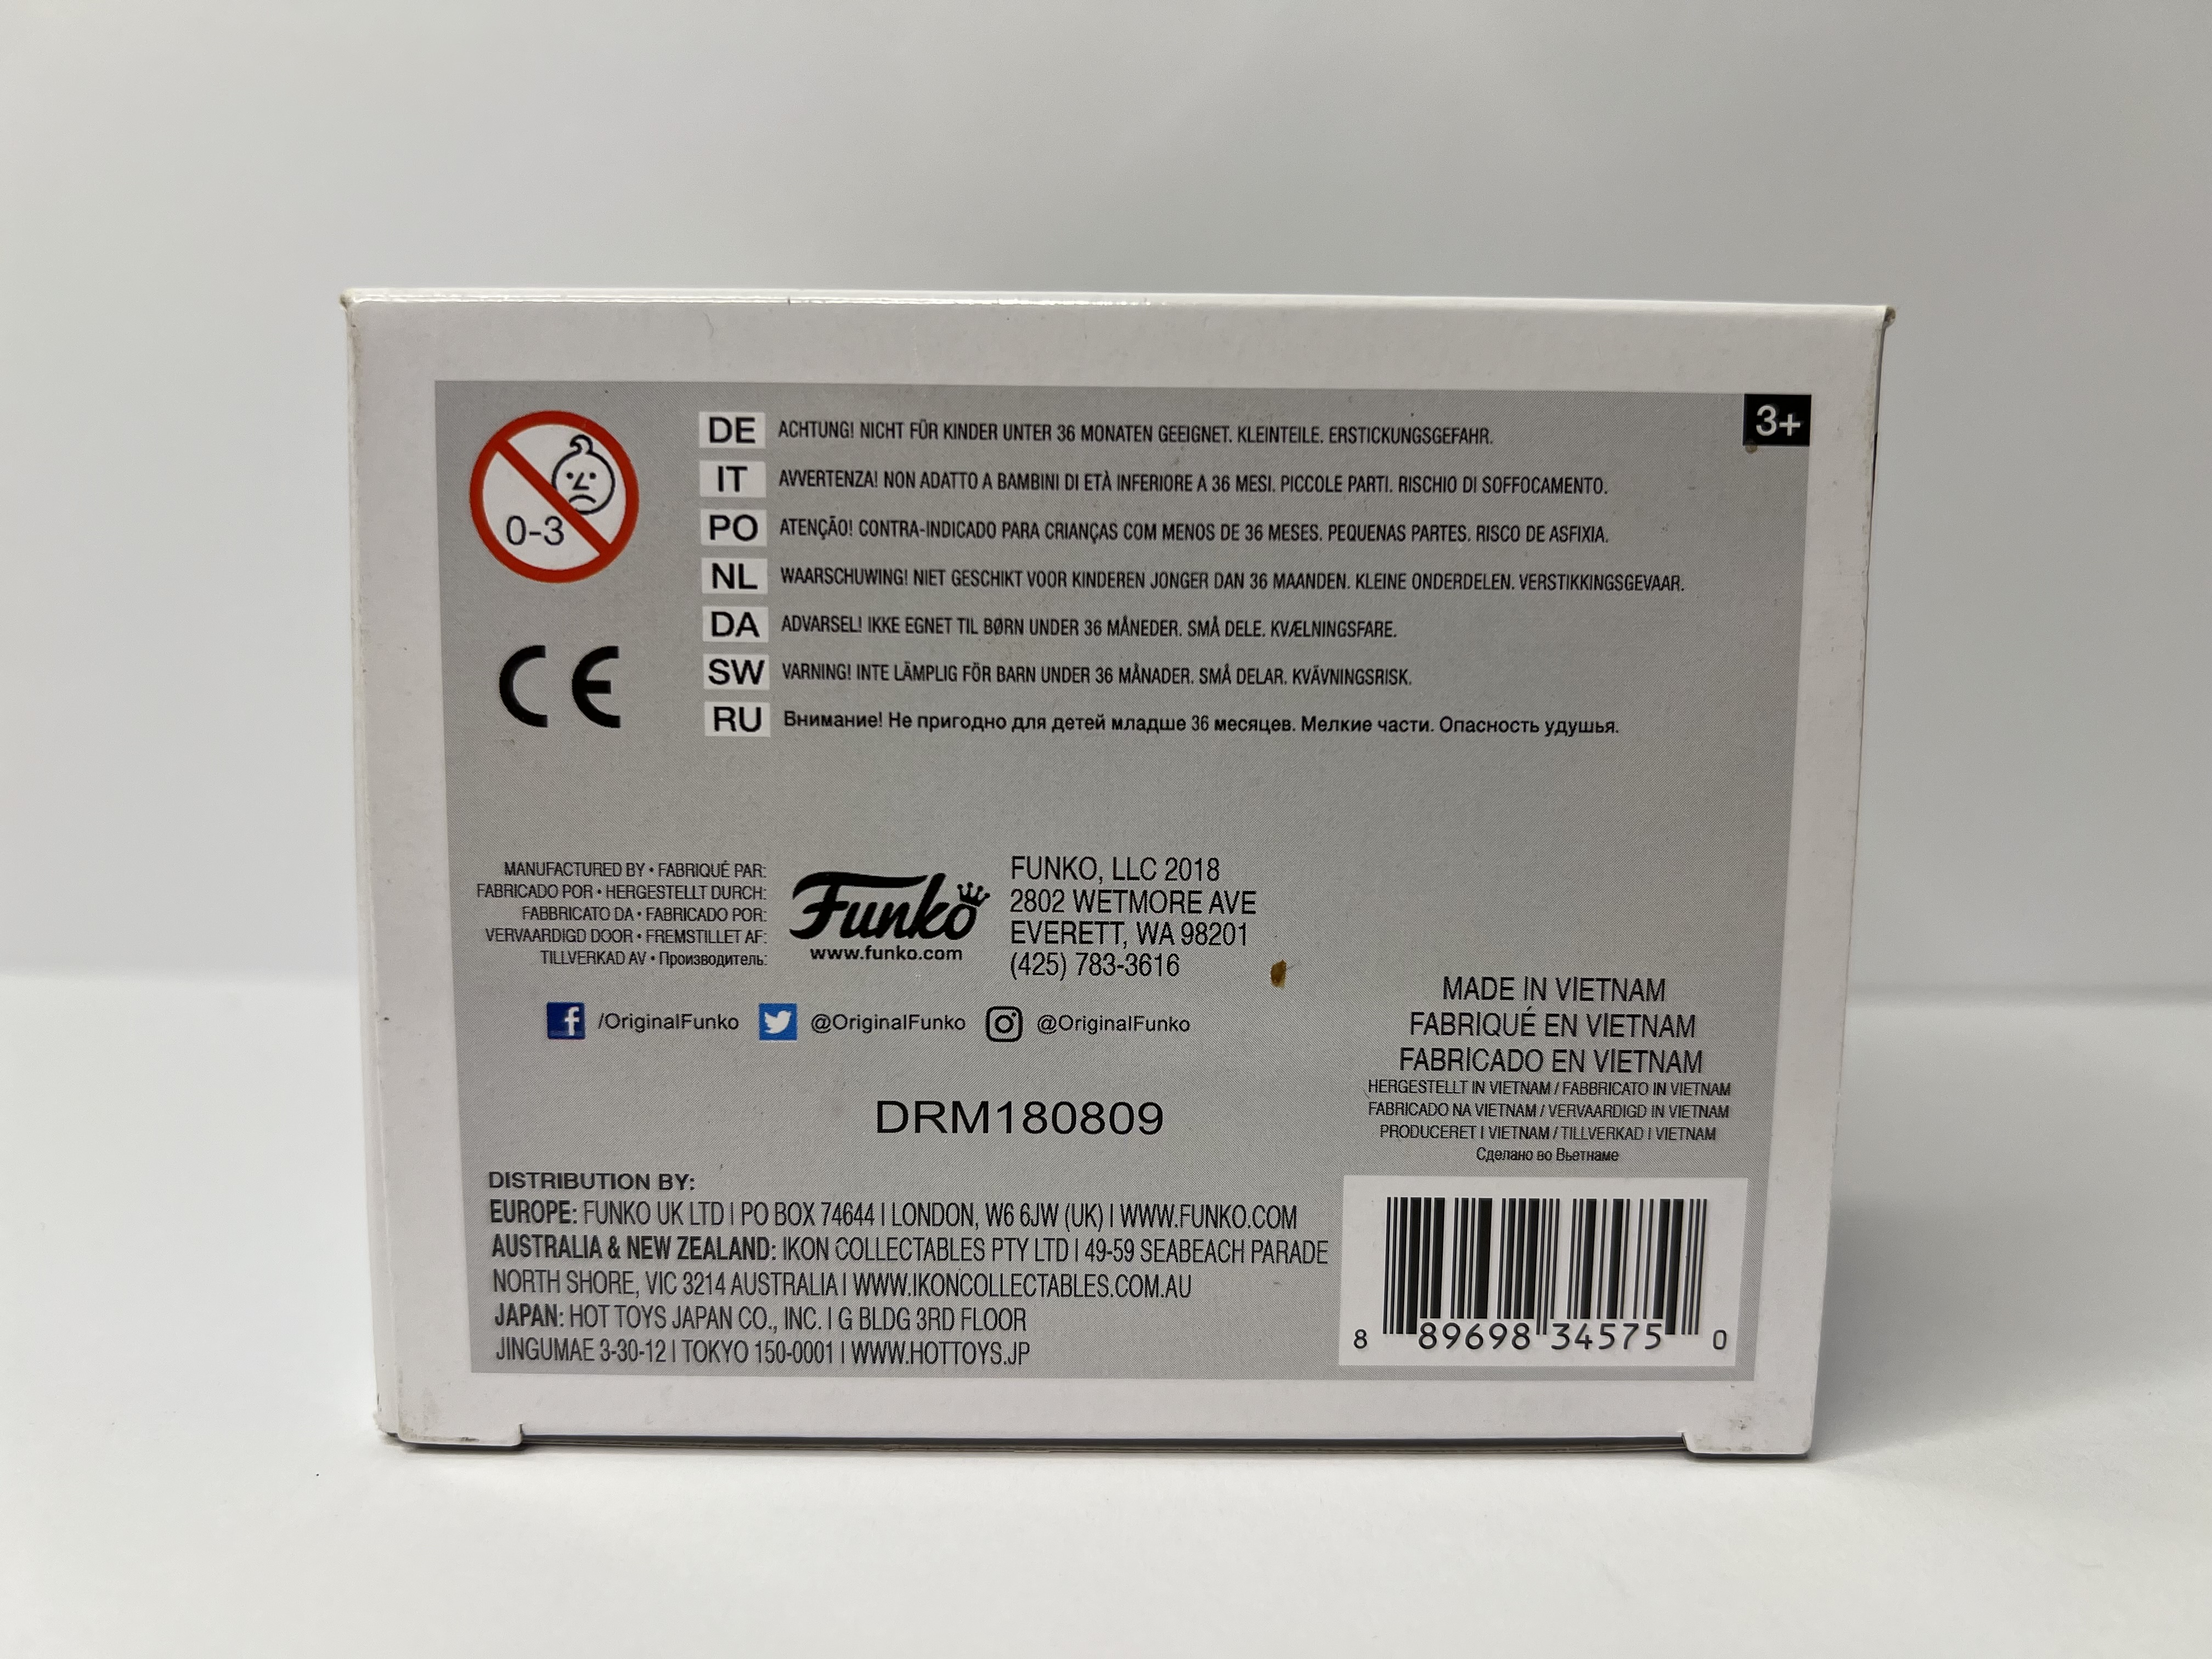 3+
0-3
DE ACHTUNG! NICHT FÜR KINDER UNTER 36 MONATEN GEEIGNET. KLEINTEILE. ERSTICKUNGSGEFAHR.
IT AVVERTENZA! NON ADATTO A BAMBINI DI ETÀ INFERIORE A 36 MESI. PICCOLE PARTI. RISCHIO DI SOFFOCAMENTO.
PO ATENÇÃO! CONTRA-INDICADO PARA CRIANÇAS COM MENOS DE 36 MESES. PEQUENAS PARTES. RISCO DE ASFIXIA.
NL WAARSCHUWING! NIET GESCHIKT VOOR KINDEREN JONGER DAN 36 MAANDEN. KLEINE ONDERDELEN. VERSTIKKINGSGEVAAR.
DA ADVARSEL! IKKE EGNET TIL BØRN UNDER 36 MÅNEDER. SMÅ DELE. KVÆLNINGSFARE.
SW VARNING! INTE LÄMPLIG FÖR BARN UNDER 36 MÅNADER. SMÅ DELAR. KVÄVNINGSRISK.
RU Внимание! Не пригодно для детей младше 36 месяцев. Мелкие части. Опасность удушья.
CE
MANUFACTURED BY • FABRIQUÉ PAR:
FABRICADO POR • HERGESTELLT DURCH:
FABBRICATO DA • FABRICADO POR:
VERVAARDIGD DOOR • FREMSTILLET AF:
TILLVERKAD AV • Производитель:
Funko
www.funko.com
FUNKO, LLC 2018
2802 WETMORE AVE
EVERETT, WA 98201
(425) 783-3616
/OriginalFunko @OriginalFunko @OriginalFunko
DRM180809
MADE IN VIETNAM
FABRIQUÉ EN VIETNAM
FABRICADO EN VIETNAM
HERGESTELLT IN VIETNAM / FABBRICATO IN VIETNAM
FABRICADO NA VIETNAM / VERVAARDIGD IN VIETNAM
PRODUCERET I VIETNAM / TILLVERKAD I VIETNAM
Сделано во Вьетнаме
DISTRIBUTION BY:
EUROPE: FUNKO UK LTD | PO BOX 74644 | LONDON, W6 6JW (UK) | WWW.FUNKO.COM
AUSTRALIA & NEW ZEALAND: IKON COLLECTABLES PTY LTD | 49-59 SEABEACH PARADE
NORTH SHORE, VIC 3214 AUSTRALIA | WWW.IKONCOLLECTABLES.COM.AU
JAPAN: HOT TOYS JAPAN CO., INC. | G BLDG 3RD FLOOR
JINGUMAE 3-30-12 | TOKYO 150-0001 | WWW.HOTTOYS.JP
8 89698 34575 0